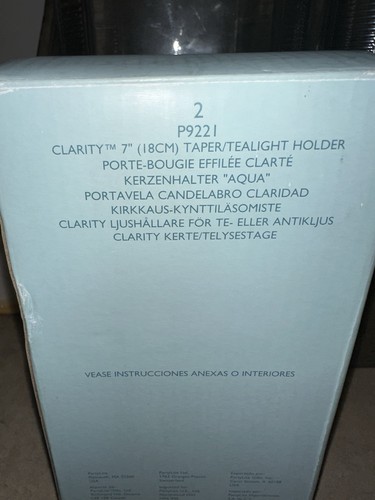 2
P9221
CLARITY™ 7" (18CM) TAPER/TEALIGHT HOLDER
PORTE-BOUGIE EFFILÉE CLARTÉ
KERZENHALTER "AQUA"
PORTAVELA CANDELABRO CLARIDAD
KIRKKAUS-KYNTTILÄSOMISTE
CLARITY LJUSHÅLLARE FÖR TE- ELLER ANTIKLJUS
CLARITY KERTE/TELYSESTAGE
VEASE INSTRUCCIONES ANEXAS O INTERIORES